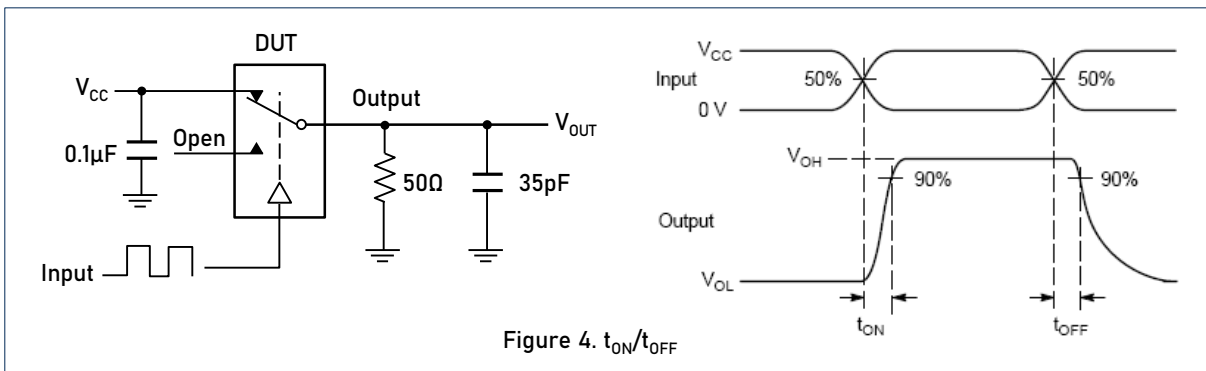 DUT
V_CC
Output
V_OUT
Open
0.1µF
50Ω
35pF
Input
V_CC
50%
50%
Input
0 V
V_OH
90%
90%
Output
V_OL
t_ON
t_OFF
Figure 4. t_ON/t_OFF